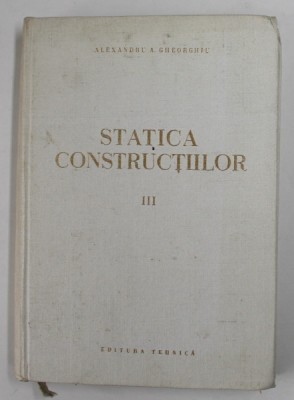 ALEXANDRU A. GHEORGHIU
STATICA
CONSTRUCȚIILOR
III
EDITURA TEHNICĂ